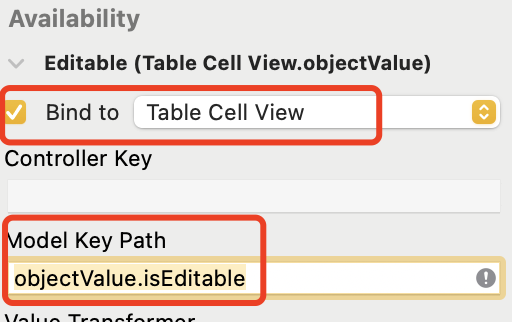 Availability
Editable (Table Cell View.objectValue)
Bind to Table Cell View
Controller Key
Model Key Path
objectValue.isEditable
Value Transformer